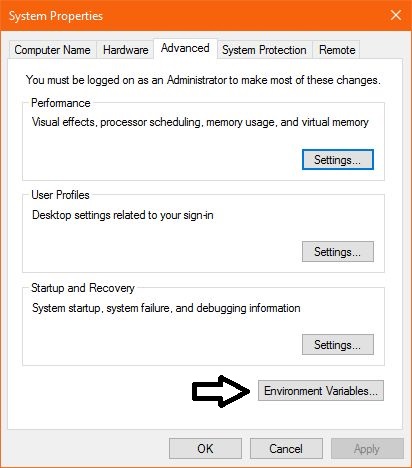 System Properties
Computer Name Hardware Advanced System Protection Remote
You must be logged on as an Administrator to make most of these changes.
Performance
Visual effects, processor scheduling, memory usage, and virtual memory
Settings...
User Profiles
Desktop settings related to your sign-in
Settings...
Startup and Recovery
System startup, system failure, and debugging information
Settings...
Environment Variables...
OK Cancel Apply